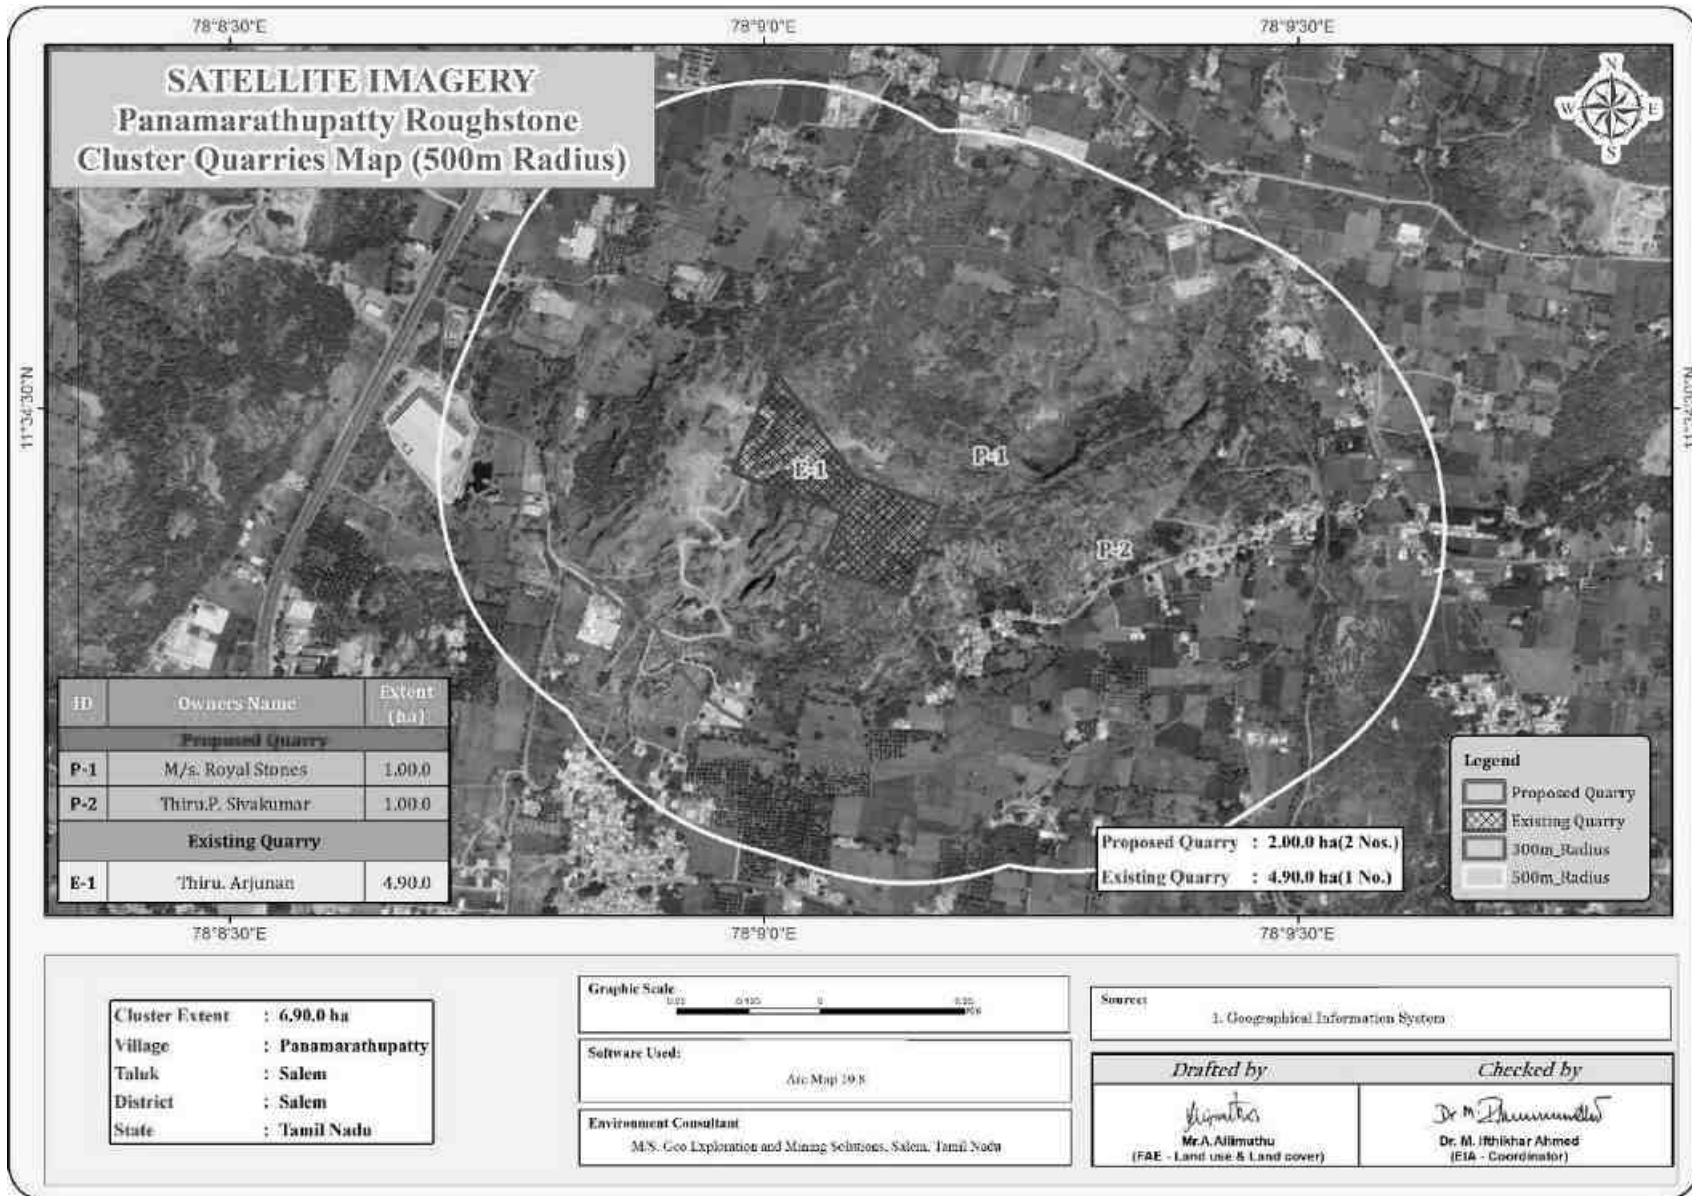 78°8'30"E 78°9'0"E 78°9'30"E
SATELLITE IMAGERY
Panamarathupatty Roughstone
Cluster Quarries Map (500m Radius)
N
W E
S
11°34'30"N
E-1
P-1
P-2
ID Owners Name Extent (ha)
Proposed Quarry
P-1 M/s. Royal Stones 1.00.0
P-2 Thiru.P. Sivakumar 1.00.0
Existing Quarry
E-1 Thiru. Arjunan 4.90.0
Proposed Quarry : 2.00.0 ha(2 Nos.)
Existing Quarry : 4.90.0 ha(1 No.)
Legend
Proposed Quarry
Existing Quarry
300m_Radius
500m_Radius
78°8'30"E 78°9'0"E 78°9'30"E
Cluster Extent : 6.90.0 ha
Village : Panamarathupatty
Taluk : Salem
District : Salem
State : Tamil Nadu
Graphic Scale
Software Used:
Arc Map 10.8
Environment Consultant
M/S. Geo Exploration and Mining Solutions, Salem, Tamil Nadu
Source:
1. Geographical Information System
Drafted by Checked by
Mr.A.Allimuthu
(FAE - Land use & Land cover)
Dr. M. Ifthikhar Ahmed
(EIA - Coordinator)